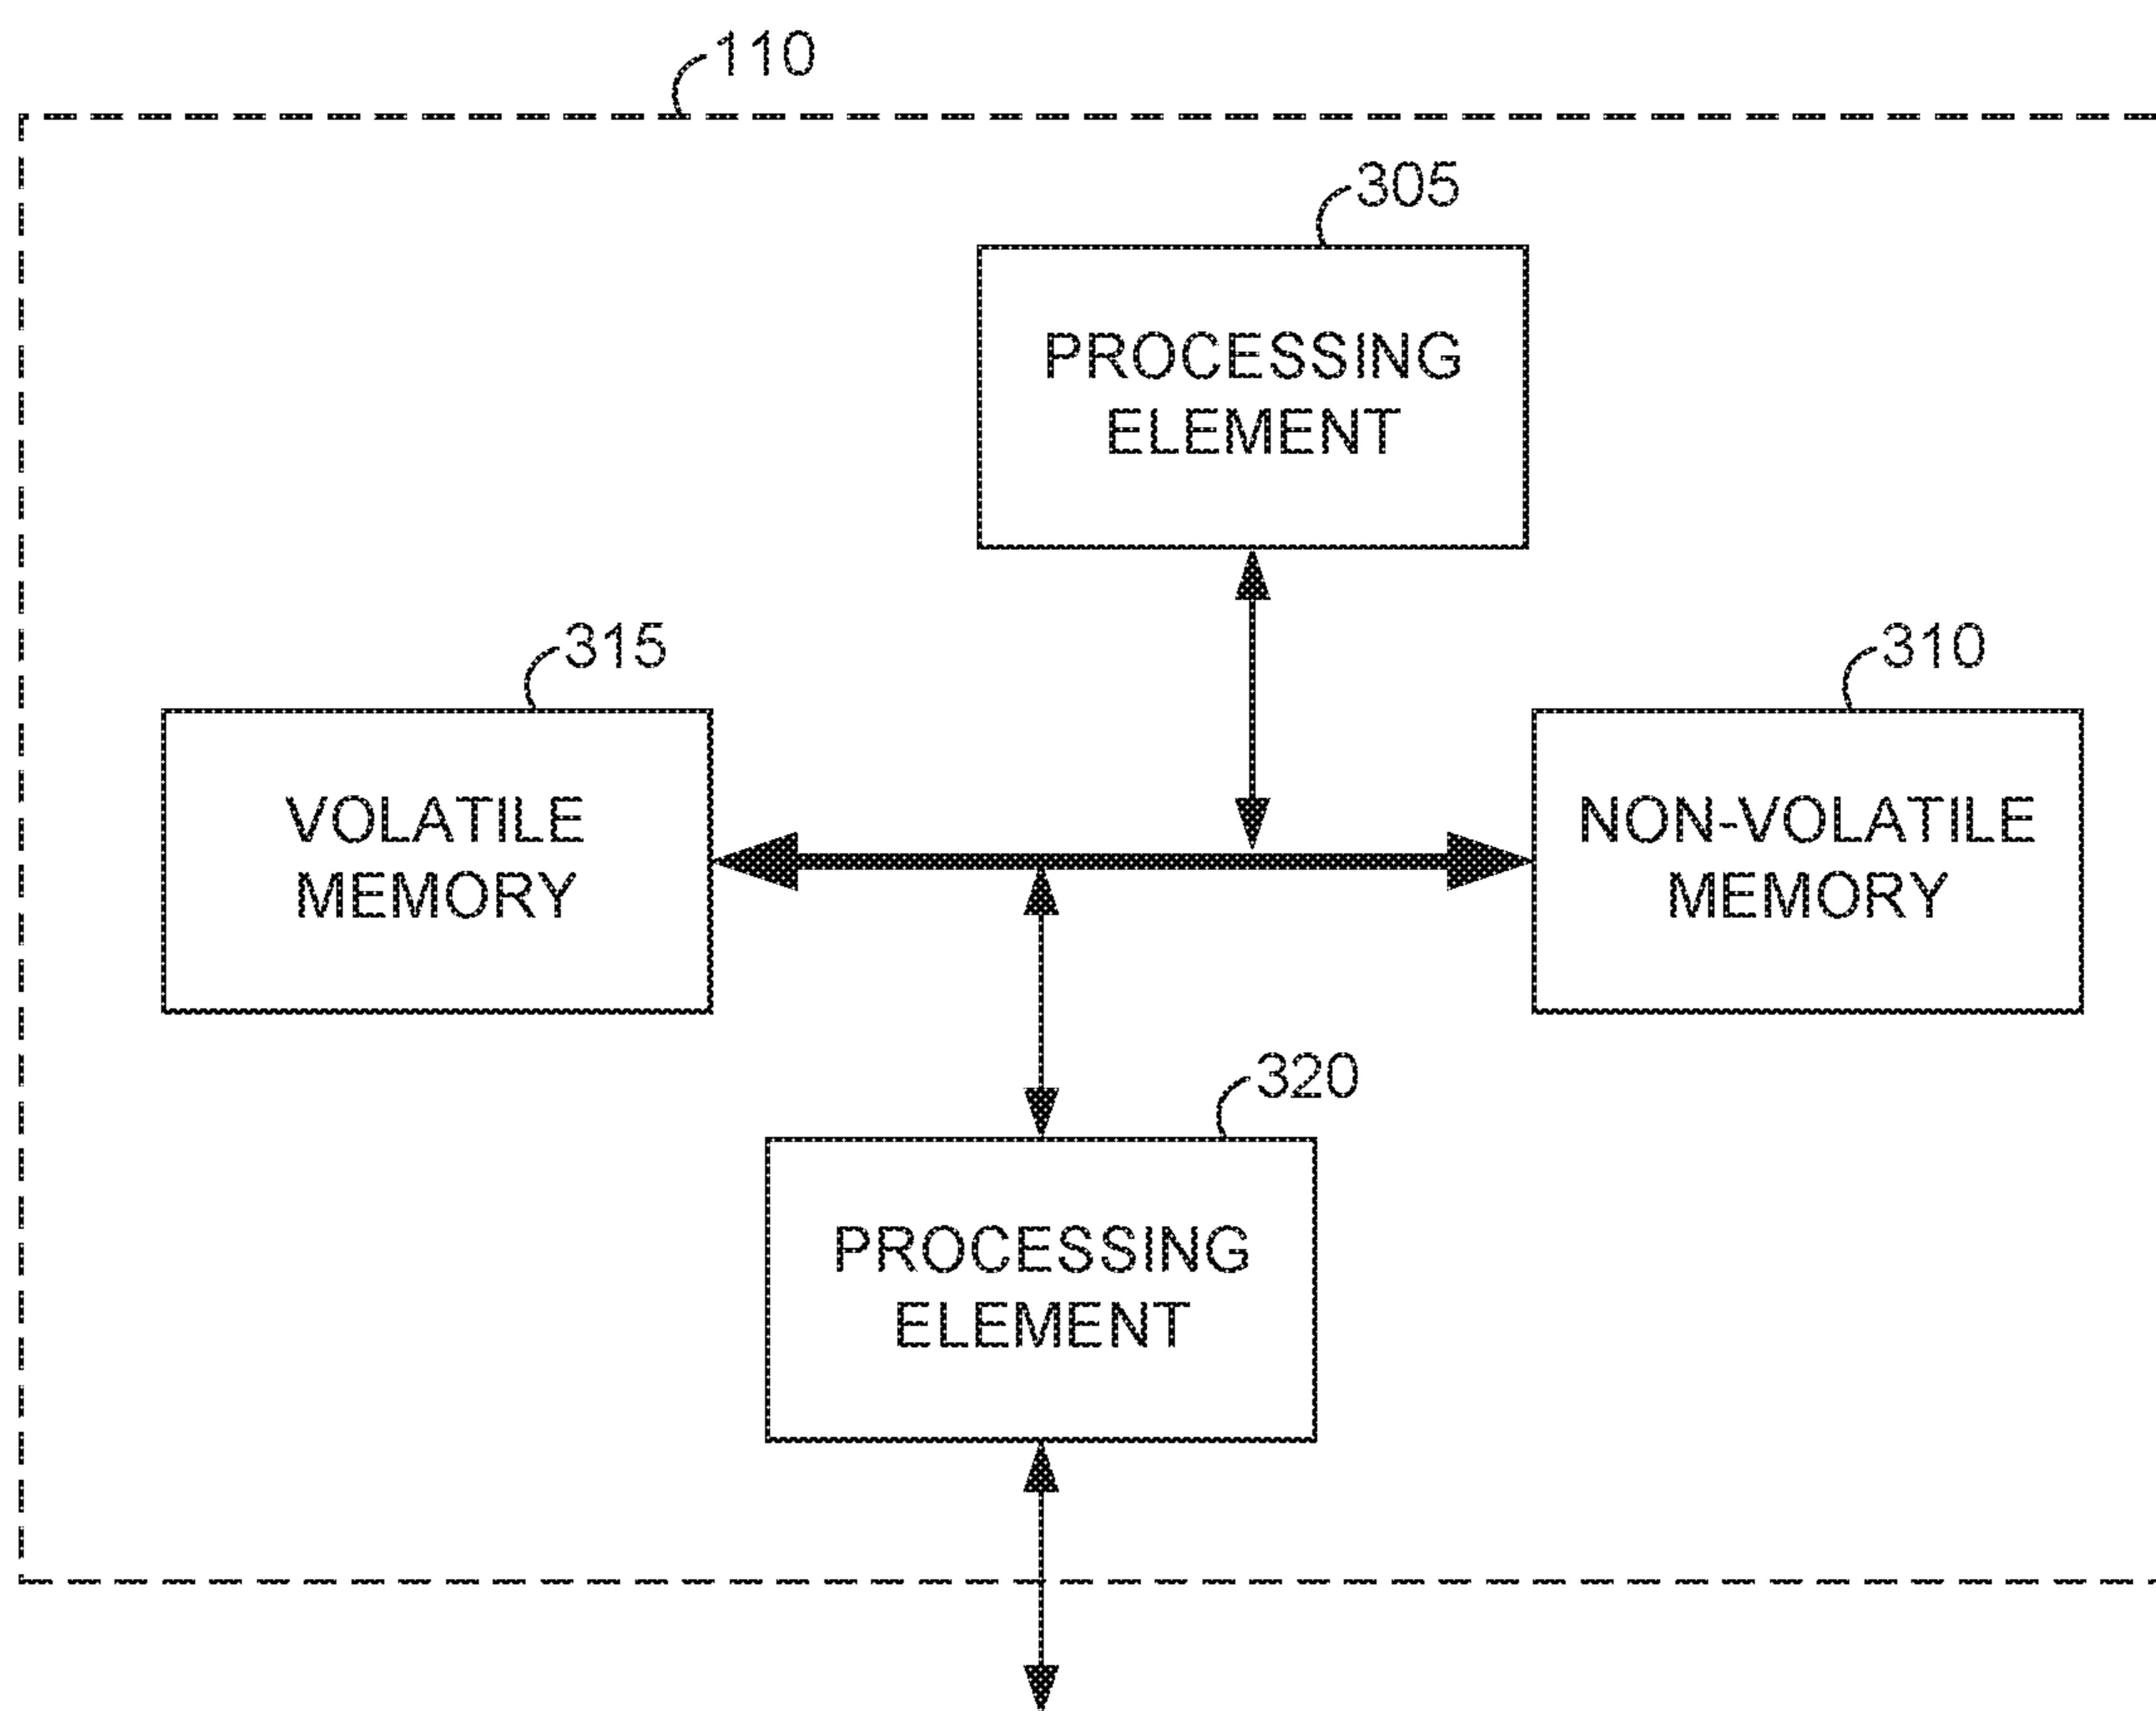 110
305
PROCESSING
ELEMENT
315
310
VOLATILE
MEMORY
NON-VOLATILE
MEMORY
320
PROCESSING
ELEMENT